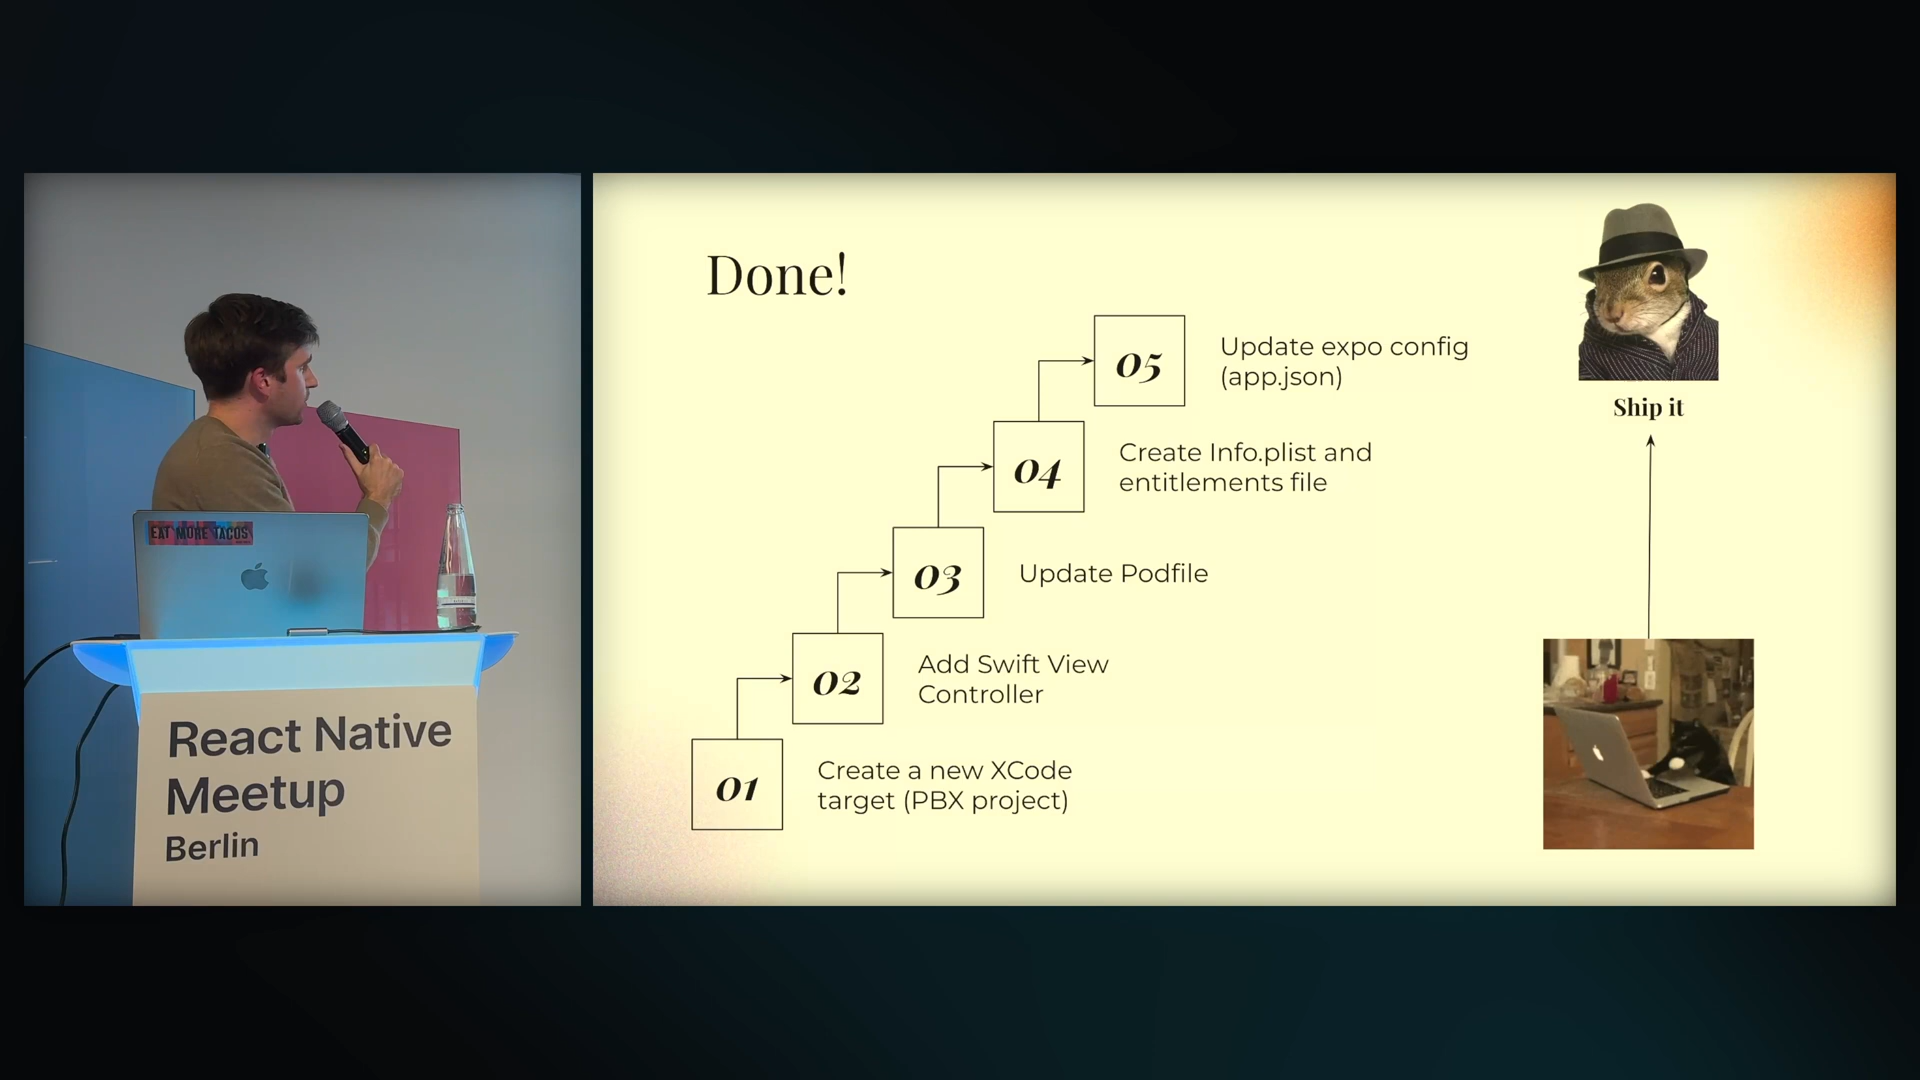 EAT MORE TACOS
React Native
Meetup
Berlin
Done!
05
Update expo config
(app.json)
04
Create Info.plist and
entitlements file
03
Update Podfile
02
Add Swift View
Controller
01
Create a new XCode
target (PBX project)
Ship it